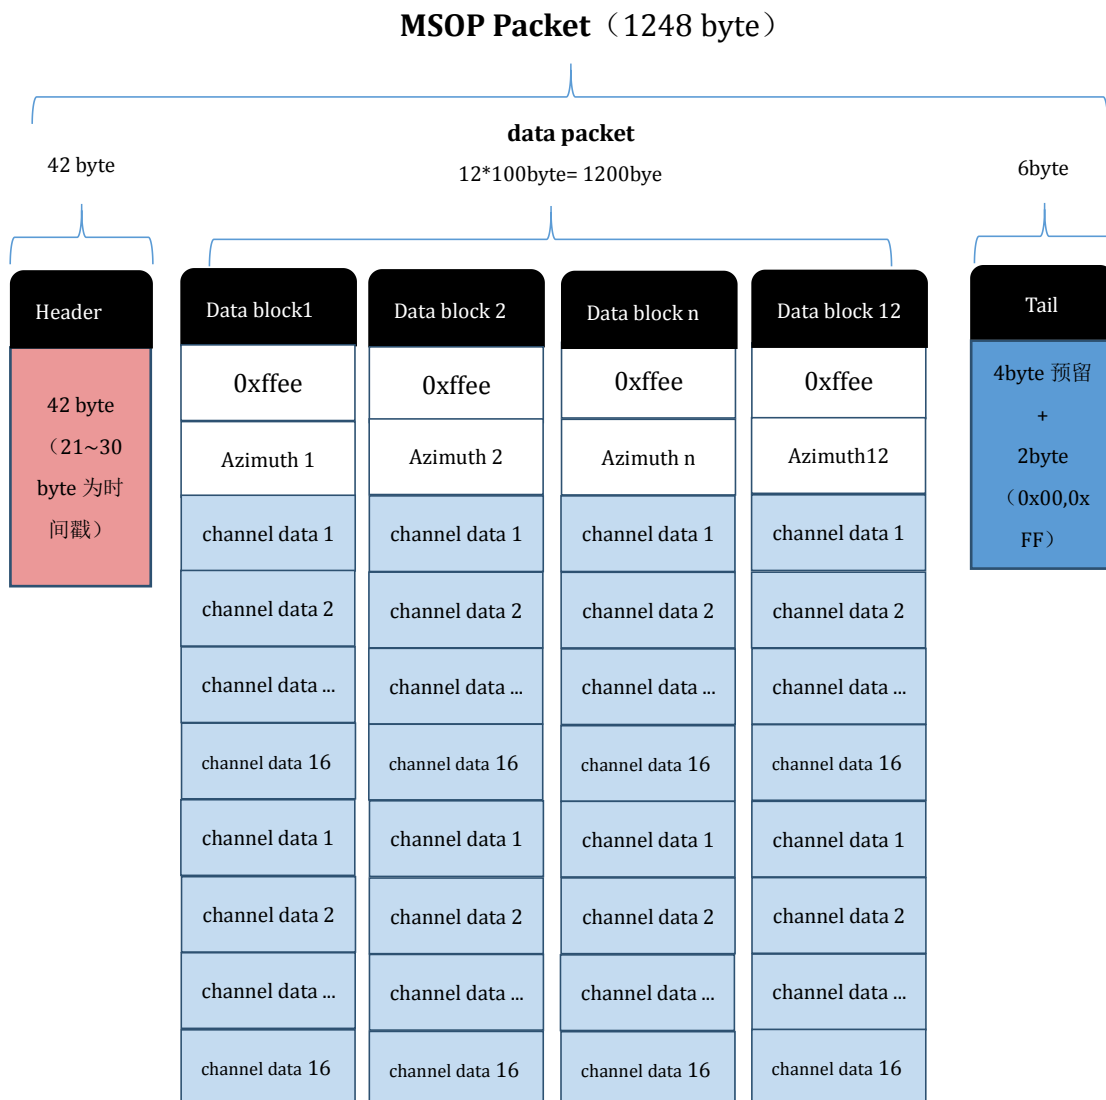 MSOP Packet（1248 byte）
data packet
42 byte
12*100byte= 1200bye
6byte
Header
Data block1
Data block 2
Data block n
Data block 12
Tail
42 byte
（21~30
byte 为时
间戳）
0xffee
Azimuth 1
channel data 1
channel data 2
channel data ...
channel data 16
channel data 1
channel data 2
channel data ...
channel data 16
0xffee
Azimuth 2
channel data 1
channel data 2
channel data ...
channel data 16
channel data 1
channel data 2
channel data ...
channel data 16
0xffee
Azimuth n
channel data 1
channel data 2
channel data ...
channel data 16
channel data 1
channel data 2
channel data ...
channel data 16
0xffee
Azimuth12
channel data 1
channel data 2
channel data ...
channel data 16
channel data 1
channel data 2
channel data ...
channel data 16
4byte 预留
+
2byte
（0x00,0x
FF）